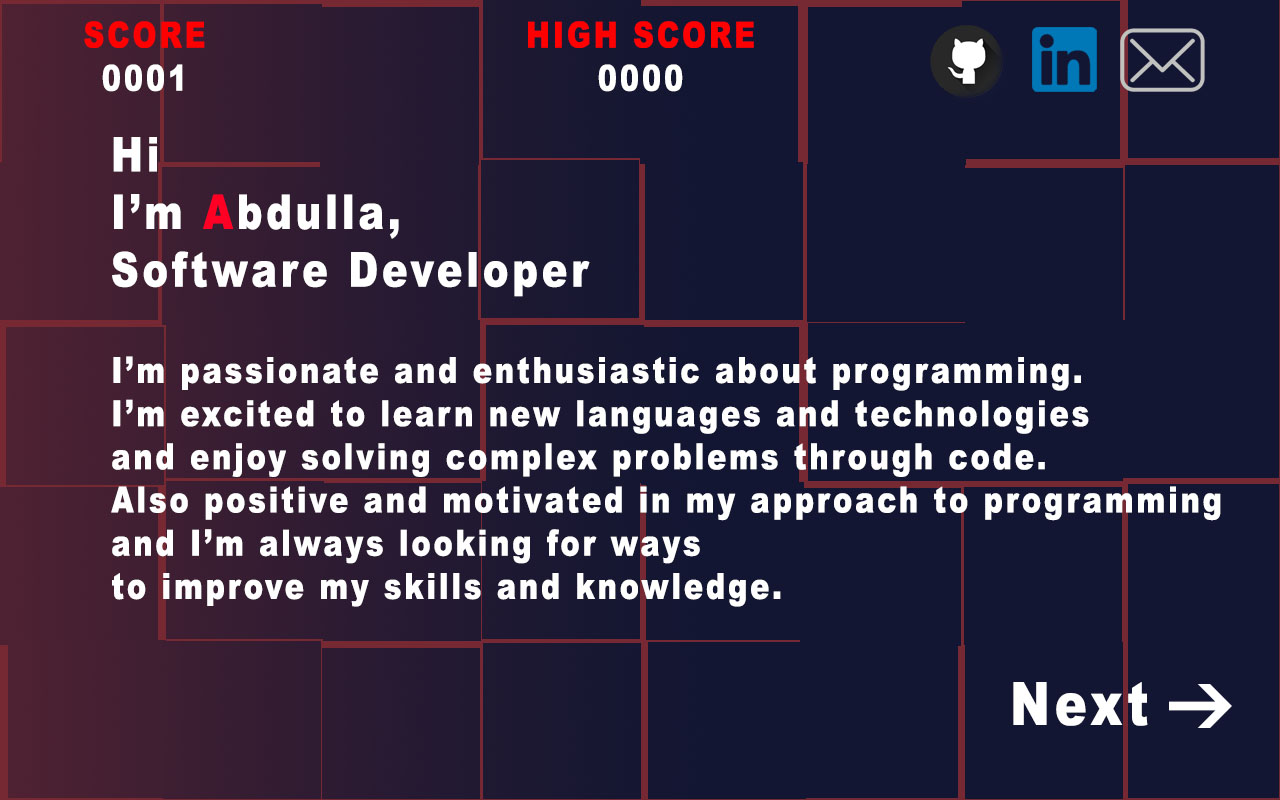 SCORE HIGH SCORE
0001 0000 in
Hi
I’m Abdulla,
Software Developer
I’m passionate and enthusiastic about programming.
I’m excited to learn new languages and technologies
and enjoy solving complex problems through code.
Also positive and motivated in my approach to programming
and I’m always looking for ways
to improve my skills and knowledge.
Next